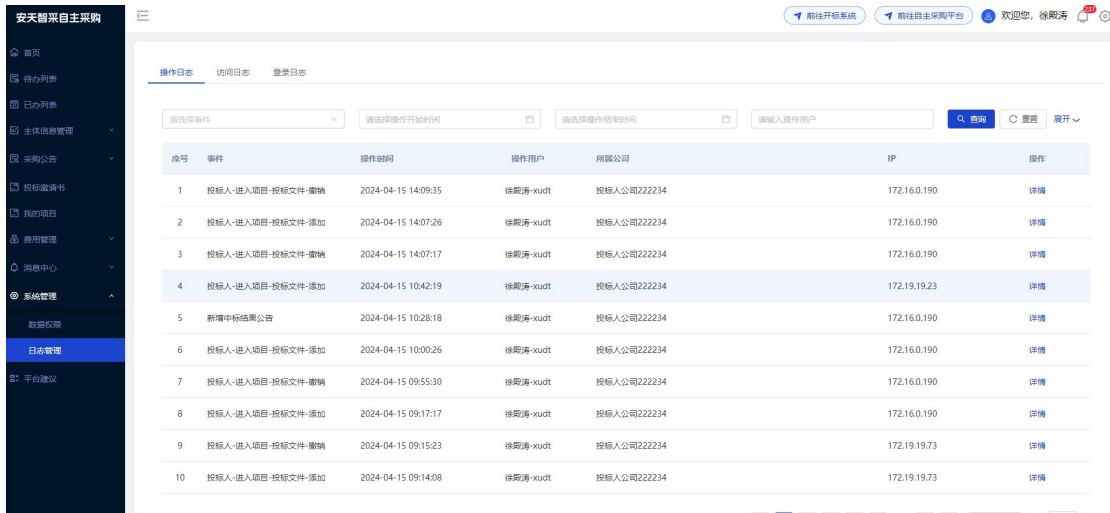 安天智采自主采购
前往开标系统 前往自主采购平台 欢迎您，徐殿涛 237
首页
待办列表
已办列表
主体信息管理
采购公告
投标邀请书
我的项目
费用管理
消息中心
系统管理
数据权限
日志管理
平台建议
操作日志 访问日志 登录日志
请选择事件 请选择操作开始时间 请选择操作结束时间 请输入操作用户 查询 重置 展开
序号 事件 操作时间 操作用户 所属公司 IP 操作
1 投标人-进入项目-投标文件-撤销 2024-04-15 14:09:35 徐殿涛-xudt 投标人公司222234 172.16.0.190 详情
2 投标人-进入项目-投标文件-添加 2024-04-15 14:07:26 徐殿涛-xudt 投标人公司222234 172.16.0.190 详情
3 投标人-进入项目-投标文件-撤销 2024-04-15 14:07:17 徐殿涛-xudt 投标人公司222234 172.16.0.190 详情
4 投标人-进入项目-投标文件-添加 2024-04-15 10:42:19 徐殿涛-xudt 投标人公司222234 172.19.19.23 详情
5 新增中标结果公告 2024-04-15 10:28:18 徐殿涛-xudt 投标人公司222234 172.16.0.190 详情
6 投标人-进入项目-投标文件-添加 2024-04-15 10:00:26 徐殿涛-xudt 投标人公司222234 172.16.0.190 详情
7 投标人-进入项目-投标文件-撤销 2024-04-15 09:55:30 徐殿涛-xudt 投标人公司222234 172.16.0.190 详情
8 投标人-进入项目-投标文件-添加 2024-04-15 09:17:17 徐殿涛-xudt 投标人公司222234 172.16.0.190 详情
9 投标人-进入项目-投标文件-撤销 2024-04-15 09:15:23 徐殿涛-xudt 投标人公司222234 172.19.19.73 详情
10 投标人-进入项目-投标文件-添加 2024-04-15 09:14:08 徐殿涛-xudt 投标人公司222234 172.19.19.73 详情